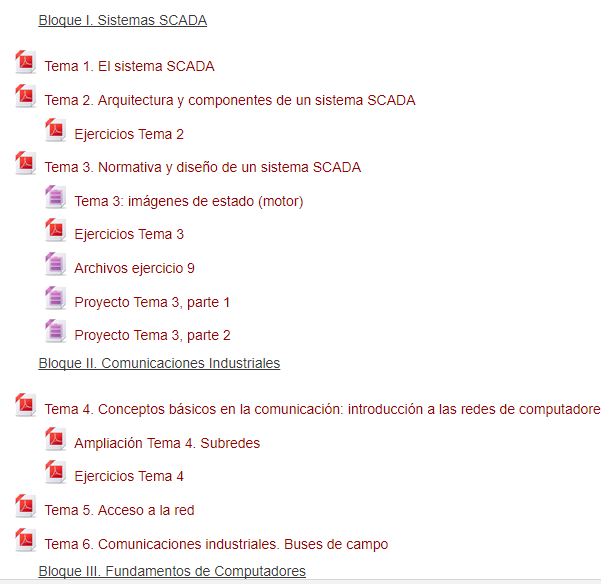 Bloque I. Sistemas SCADA
Tema 1. El sistema SCADA
Tema 2. Arquitectura y componentes de un sistema SCADA
Ejercicios Tema 2
Tema 3. Normativa y diseño de un sistema SCADA
Tema 3: imágenes de estado (motor)
Ejercicios Tema 3
Archivos ejercicio 9
Proyecto Tema 3, parte 1
Proyecto Tema 3, parte 2
Bloque II. Comunicaciones Industriales
Tema 4. Conceptos básicos en la comunicación: introducción a las redes de computadore
Ampliación Tema 4. Subredes
Ejercicios Tema 4
Tema 5. Acceso a la red
Tema 6. Comunicaciones industriales. Buses de campo
Bloque III. Fundamentos de Computadores